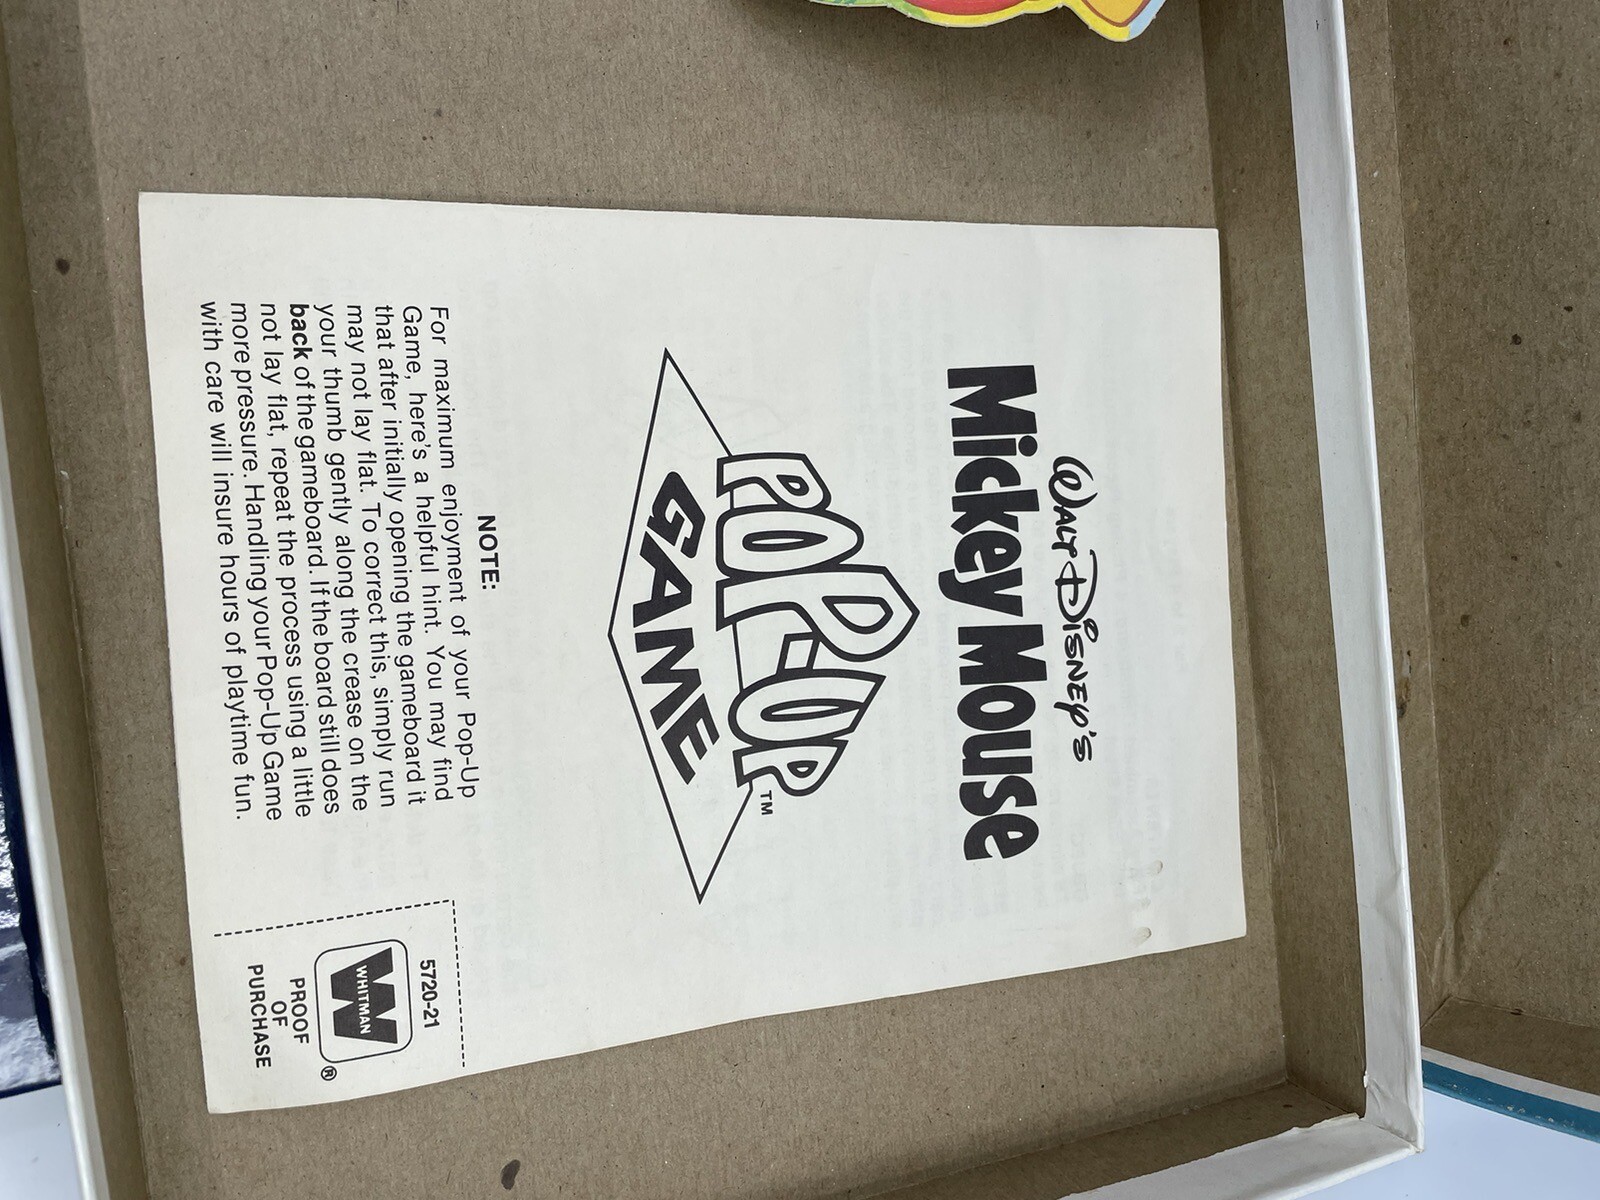 WALT DISNEY'S
Mickey Mouse
POP-UP
GAME
TM
NOTE:
For maximum enjoyment of your Pop-Up
Game, here's a helpful hint. You may find
that after initially opening the gameboard it
may not lay flat. To correct this, simply run
your thumb gently along the crease on the
back of the gameboard. If the board still does
not lay flat, repeat the process using a little
more pressure. Handling your Pop-Up Game
with care will insure hours of playtime fun.
5720-21
W
WHITMAN
®
PROOF
OF
PURCHASE